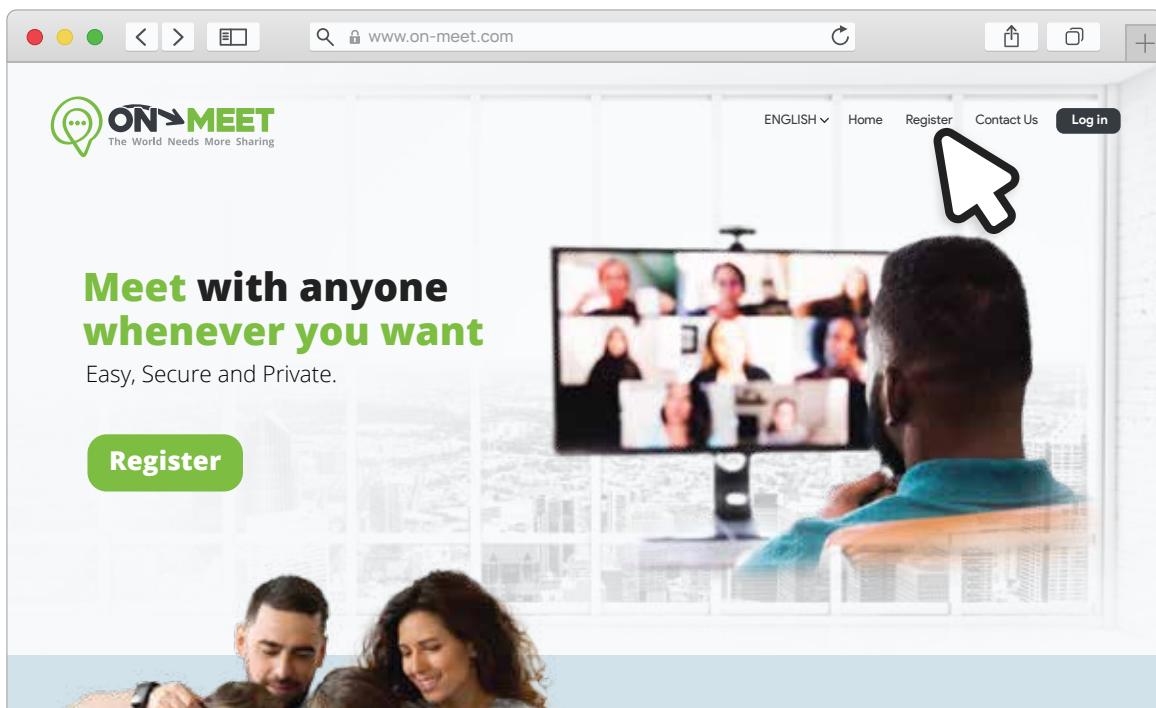 www.on-meet.com
ON MEET
The World Needs More Sharing
ENGLISH Home Register Contact Us Log in
Meet with anyone
whenever you want
Easy, Secure and Private.
Register